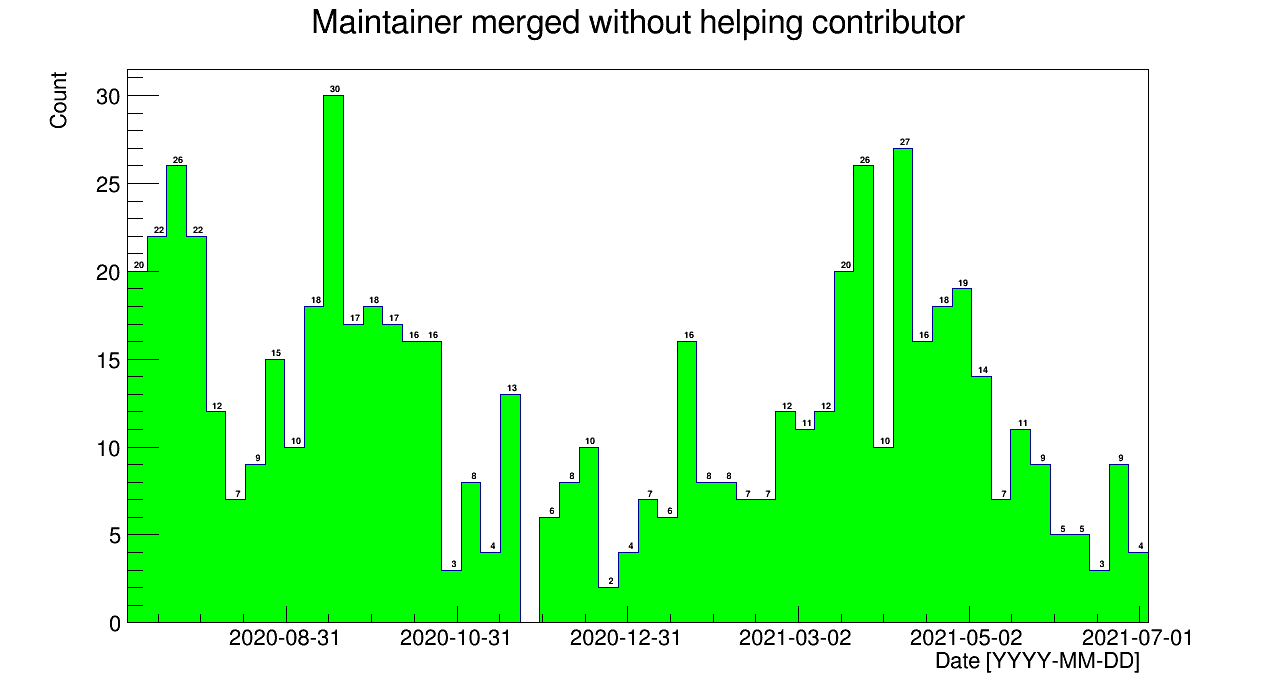 Maintainer merged without helping contributor
Count
30
25
20
15
10
5
0
20 22 26 22 12 7 9 15 10 18 30 17 18 17 16 16 3 8 4 13 6 8 10 2 4 7 6 16 8 8 7 7 12 11 12 20 26 10 27 16 18 19 14 7 11 9 5 5 3 9 4
2020-08-31 2020-10-31 2020-12-31 2021-03-02 2021-05-02 2021-07-01
Date [YYYY-MM-DD]